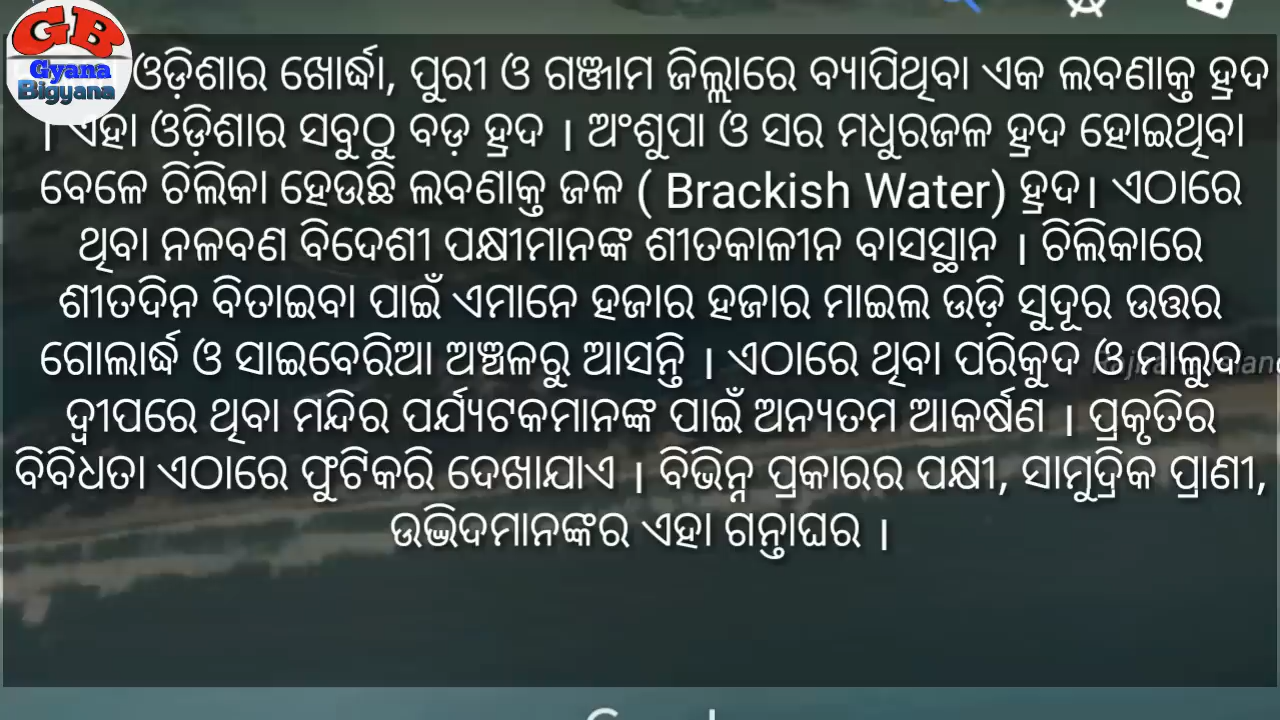 GB
Gyana
Bigyana
ଓଡ଼ିଶାର ଖୋର୍ଦ୍ଧା, ପୁରୀ ଓ ଗଞ୍ଜାମ ଜିଲ୍ଲାରେ ବ୍ୟାପିଥିବା ଏକ ଲବଣାକ୍ତ ହ୍ରଦ
। ଏହା ଓଡ଼ିଶାର ସବୁଠୁ ବଡ଼ ହ୍ରଦ । ଅଂଶୁପା ଓ ସର ମଧୁରଜଳ ହ୍ରଦ ହୋଇଥିବା
ବେଳେ ଚିଲିକା ହେଉଛି ଲବଣାକ୍ତ ଜଳ ( Brackish Water) ହ୍ରଦ। ଏଠାରେ
ଥିବା ନଳବଣ ବିଦେଶୀ ପକ୍ଷୀମାନଙ୍କ ଶୀତକାଳୀନ ବାସସ୍ଥାନ । ଚିଲିକାରେ
ଶୀତଦିନ ବିତାଇବା ପାଇଁ ଏମାନେ ହଜାର ହଜାର ମାଇଲ ଉଡ଼ି ସୁଦୂର ଉତ୍ତର
ଗୋଲାର୍ଦ୍ଧ ଓ ସାଇବେରିଆ ଅଞ୍ଚଳରୁ ଆସନ୍ତି । ଏଠାରେ ଥିବା ପରିକୁଦ ଓ ମାଲୁଦ
ଦ୍ୱୀପରେ ଥିବା ମନ୍ଦିର ପର୍ଯ୍ୟଟକମାନଙ୍କ ପାଇଁ ଅନ୍ୟତମ ଆକର୍ଷଣ । ପ୍ରକୃତିର
ବିବିଧତା ଏଠାରେ ଫୁଟିକରି ଦେଖାଯାଏ । ବିଭିନ୍ନ ପ୍ରକାରର ପକ୍ଷୀ, ସାମୁଦ୍ରିକ ପ୍ରାଣୀ,
ଉଦ୍ଭିଦମାନଙ୍କର ଏହା ଗନ୍ତାଘର ।